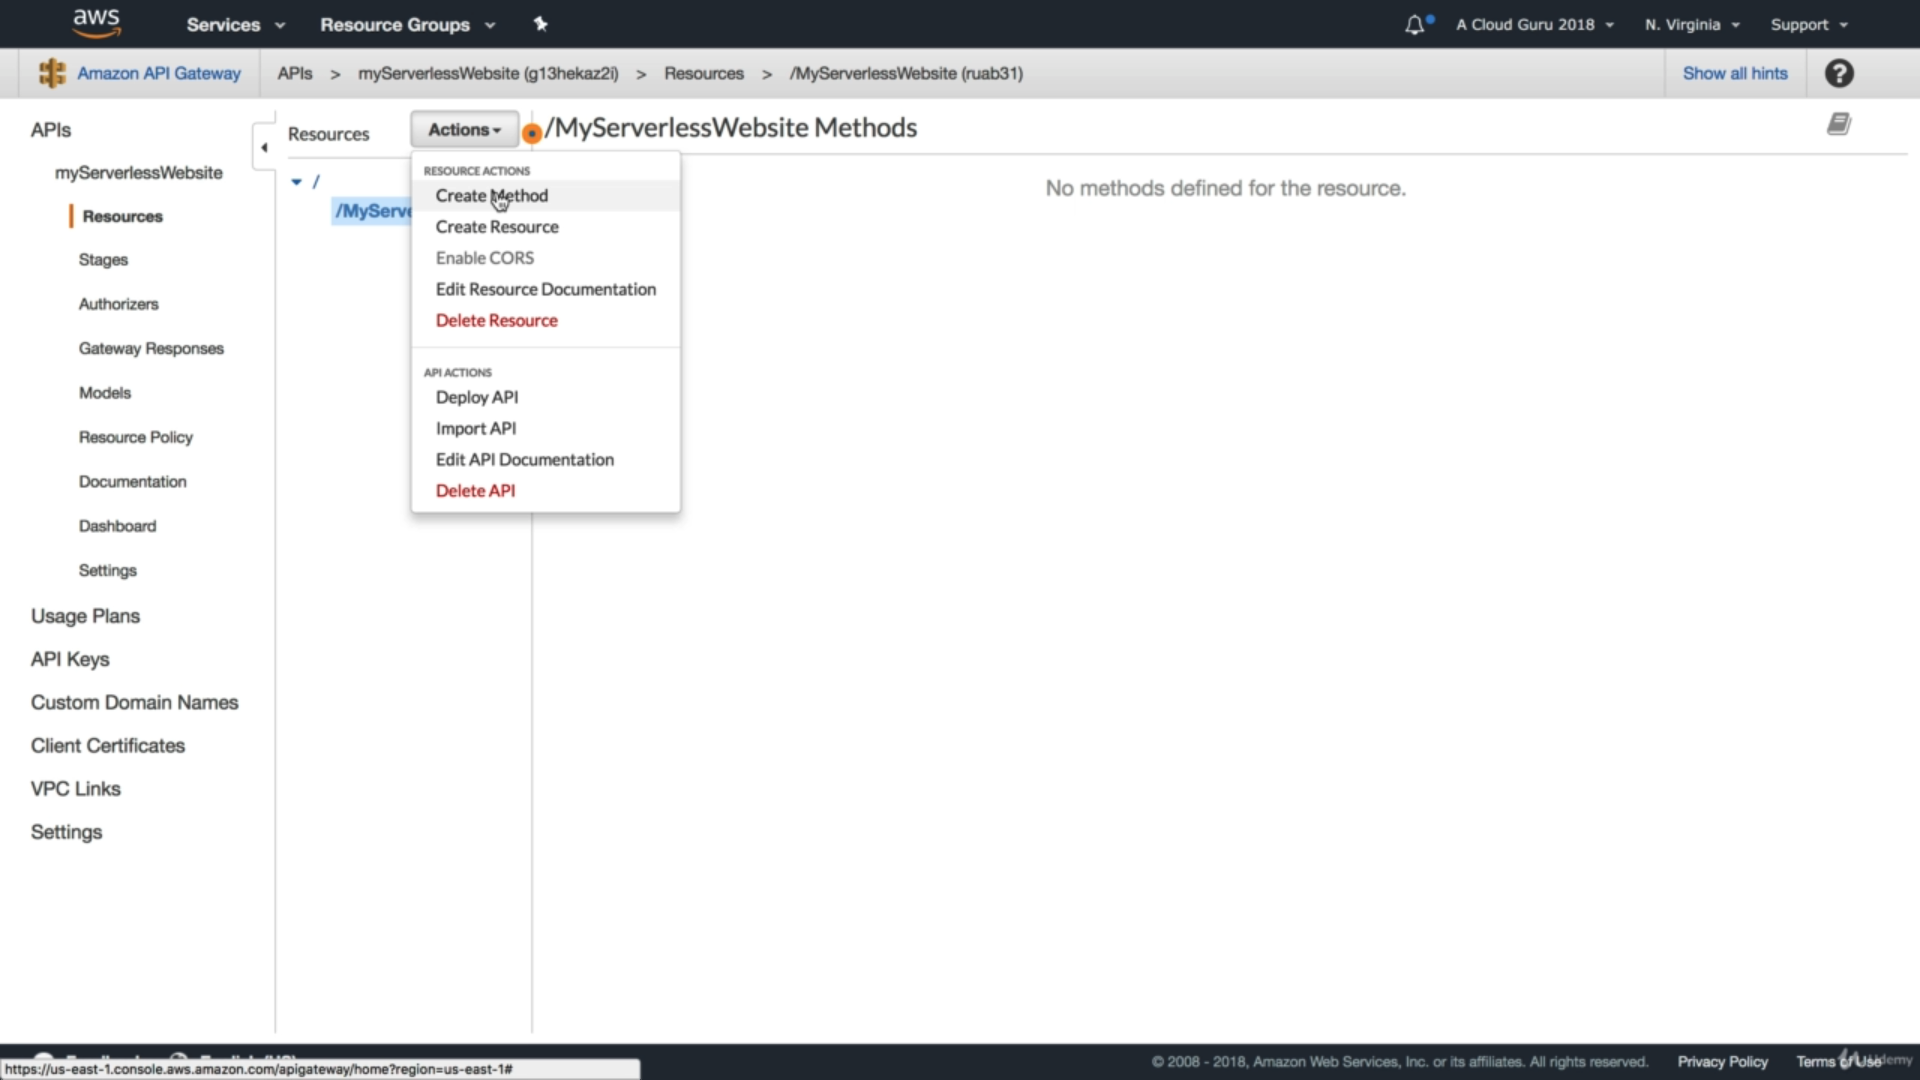 aws
Services
Resource Groups
A Cloud Guru 2018
N. Virginia
Support
Amazon API Gateway
APIs > myServerlessWebsite (g13hekaz2i) > Resources > /MyServerlessWebsite (ruab31)
Show all hints
?
APIs
myServerlessWebsite
Resources
Stages
Authorizers
Gateway Responses
Models
Resource Policy
Documentation
Dashboard
Settings
Usage Plans
API Keys
Custom Domain Names
Client Certificates
VPC Links
Settings
Resources
Actions
/
/MyServe
RESOURCE ACTIONS
Create Method
Create Resource
Enable CORS
Edit Resource Documentation
Delete Resource
API ACTIONS
Deploy API
Import API
Edit API Documentation
Delete API
/MyServerlessWebsite Methods
No methods defined for the resource.
https://us-east-1.console.aws.amazon.com/apigateway/home?region=us-east-1#
© 2008 - 2018, Amazon Web Services, Inc. or its affiliates. All rights reserved.
Privacy Policy
Terms of Use